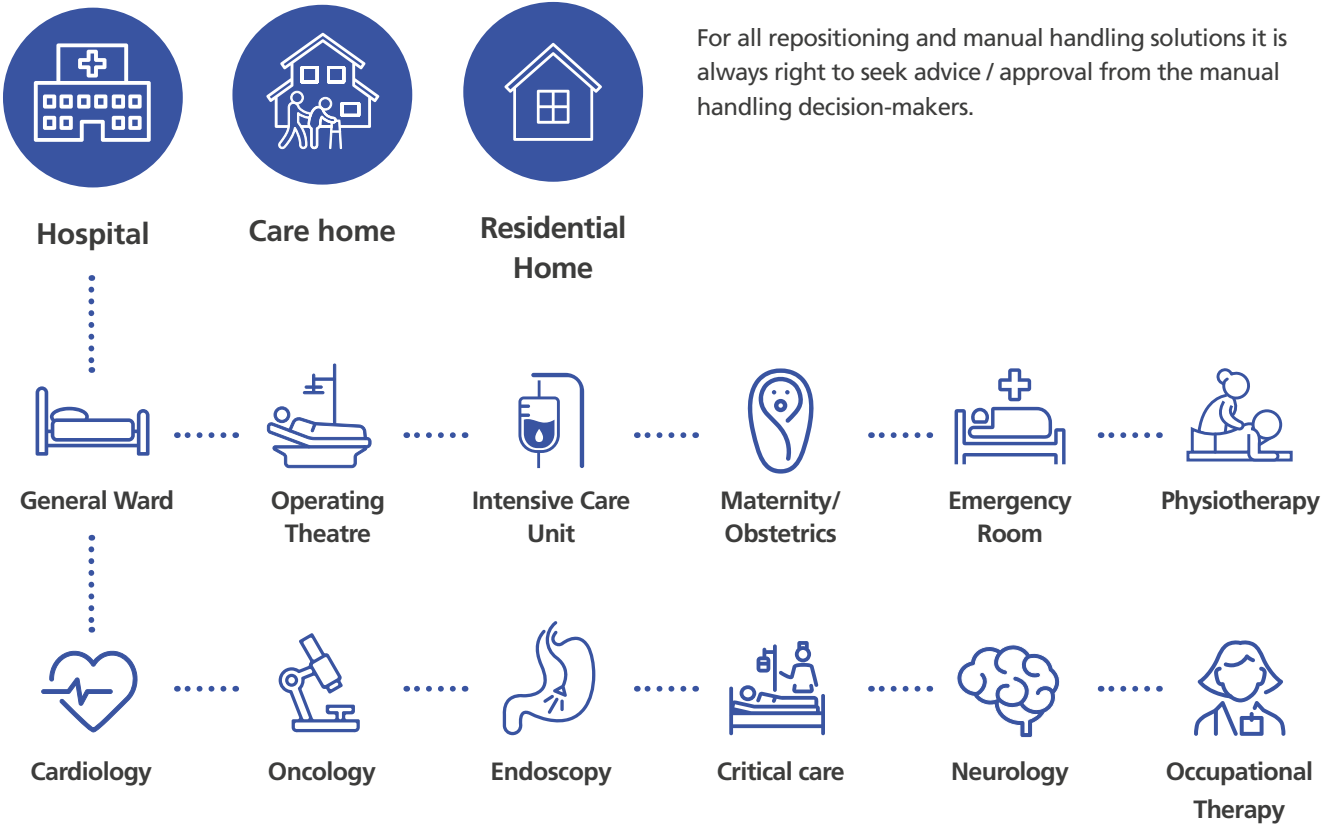 For all repositioning and manual handling solutions it is
always right to seek advice / approval from the manual
handling decision-makers.
Hospital
Care home
Residential
Home
General Ward
Operating
Theatre
Intensive Care
Unit
Maternity/
Obstetrics
Emergency
Room
Physiotherapy
Cardiology
Oncology
Endoscopy
Critical care
Neurology
Occupational
Therapy